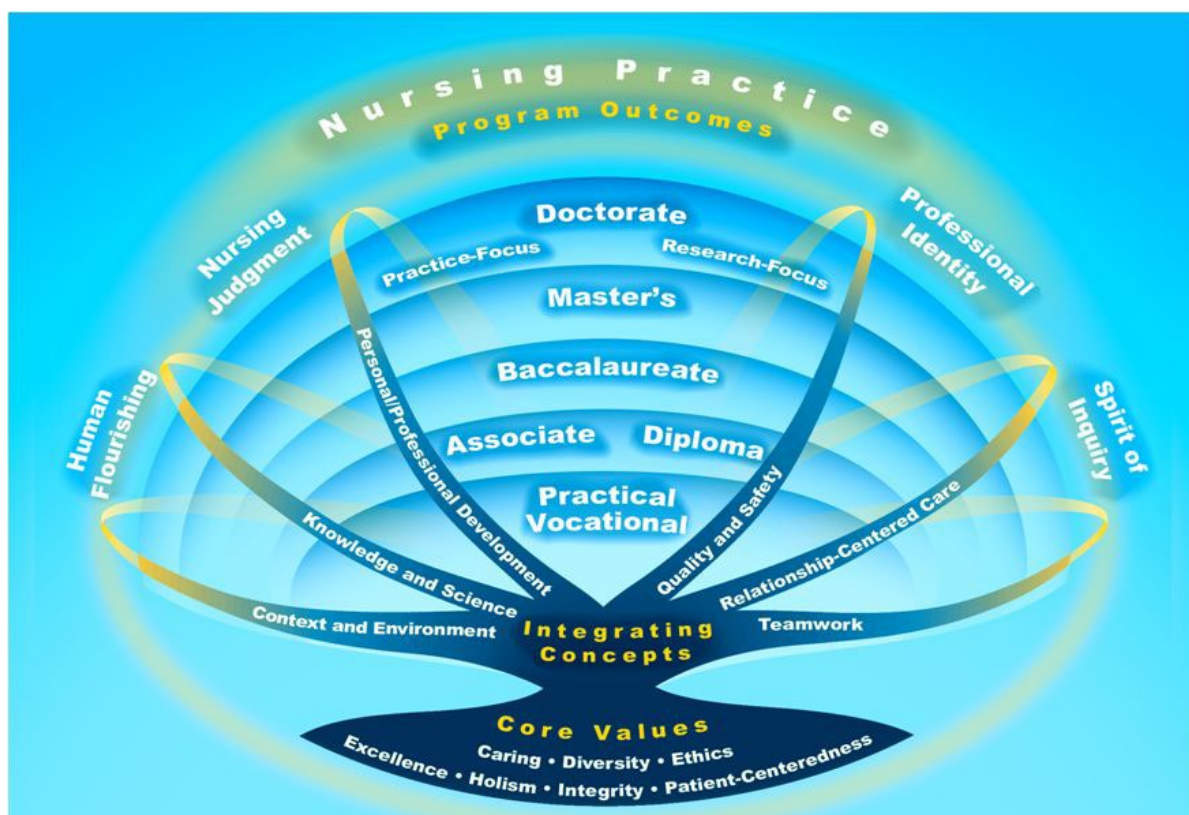 Nursing Practice
Program Outcomes
Nursing
Judgment
Professional
Identity
Human
Flourishing
Spirit of
Inquiry
Doctorate
Practice-Focus
Research-Focus
Master's
Baccalaureate
Associate
Diploma
Practical
Vocational
Context and Environment
Knowledge and Science
Personal/Professional Development
Quality and Safety
Relationship-Centered Care
Teamwork
Integrating
Concepts
Core Values
Caring • Diversity • Ethics
Excellence • Holism • Integrity • Patient-Centeredness